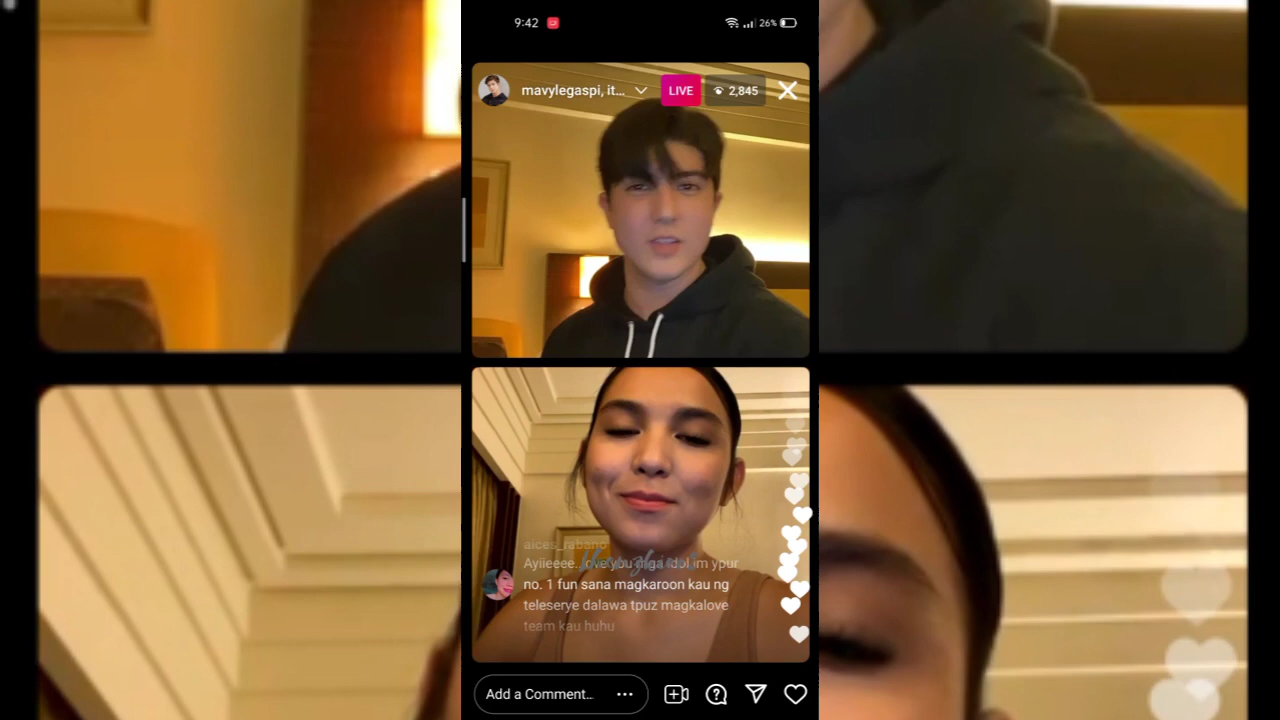 9:42
26%
mavylegaspi, it...
LIVE
2,845
aices_rabano
Ayiieeee.. loveyou mga idol im ypur
no. 1 fun sana magkaroon kau ng
teleserye dalawa tpuz magkalove
team kau huhu
Add a Comment...